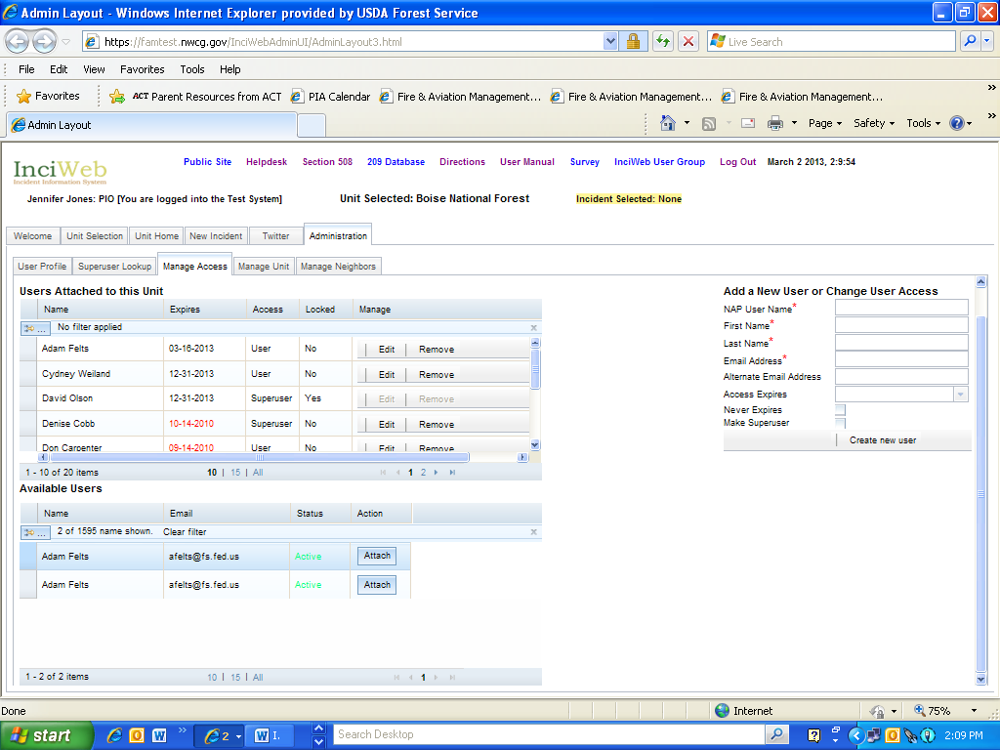 Admin Layout - Windows Internet Explorer provided by USDA Forest Service
https://famtest.nwcg.gov/InciWebAdminUI/AdminLayout3.html
Live Search
File Edit View Favorites Tools Help
Favorites ACT Parent Resources from ACT PIA Calendar Fire & Aviation Management... Fire & Aviation Management... Fire & Aviation Management...
Admin Layout
Page Safety Tools
InciWeb
Incident Information System
Public Site Helpdesk Section 508 209 Database Directions User Manual Survey InciWeb User Group Log Out March 2 2013, 2:9:54
Jennifer Jones: PIO [You are logged into the Test System] Unit Selected: Boise National Forest Incident Selected: None
Welcome Unit Selection Unit Home New Incident Twitter Administration
User Profile Superuser Lookup Manage Access Manage Unit Manage Neighbors
Users Attached to this Unit
Name Expires Access Locked Manage
... No filter applied x
Adam Felts 03-16-2013 User No Edit Remove
Cydney Weiland 12-31-2013 User No Edit Remove
David Olson 12-31-2013 Superuser Yes Edit Remove
Denise Cobb 10-14-2010 Superuser No Edit Remove
Don Carpenter 09-14-2010 User No Edit Remove
1 - 10 of 20 items 10 | 15 | All 1 2
Available Users
Name Email Status Action
... 2 of 1595 name shown. Clear filter x
Adam Felts afelts@fs.fed.us Active Attach
Adam Felts afelts@fs.fed.us Active Attach
1 - 2 of 2 items 10 | 15 | All 1
Add a New User or Change User Access
NAP User Name*
First Name*
Last Name*
Email Address*
Alternate Email Address
Access Expires
Never Expires
Make Superuser
Create new user
Done Internet 75%
start 2 I. Search Desktop 2:09 PM